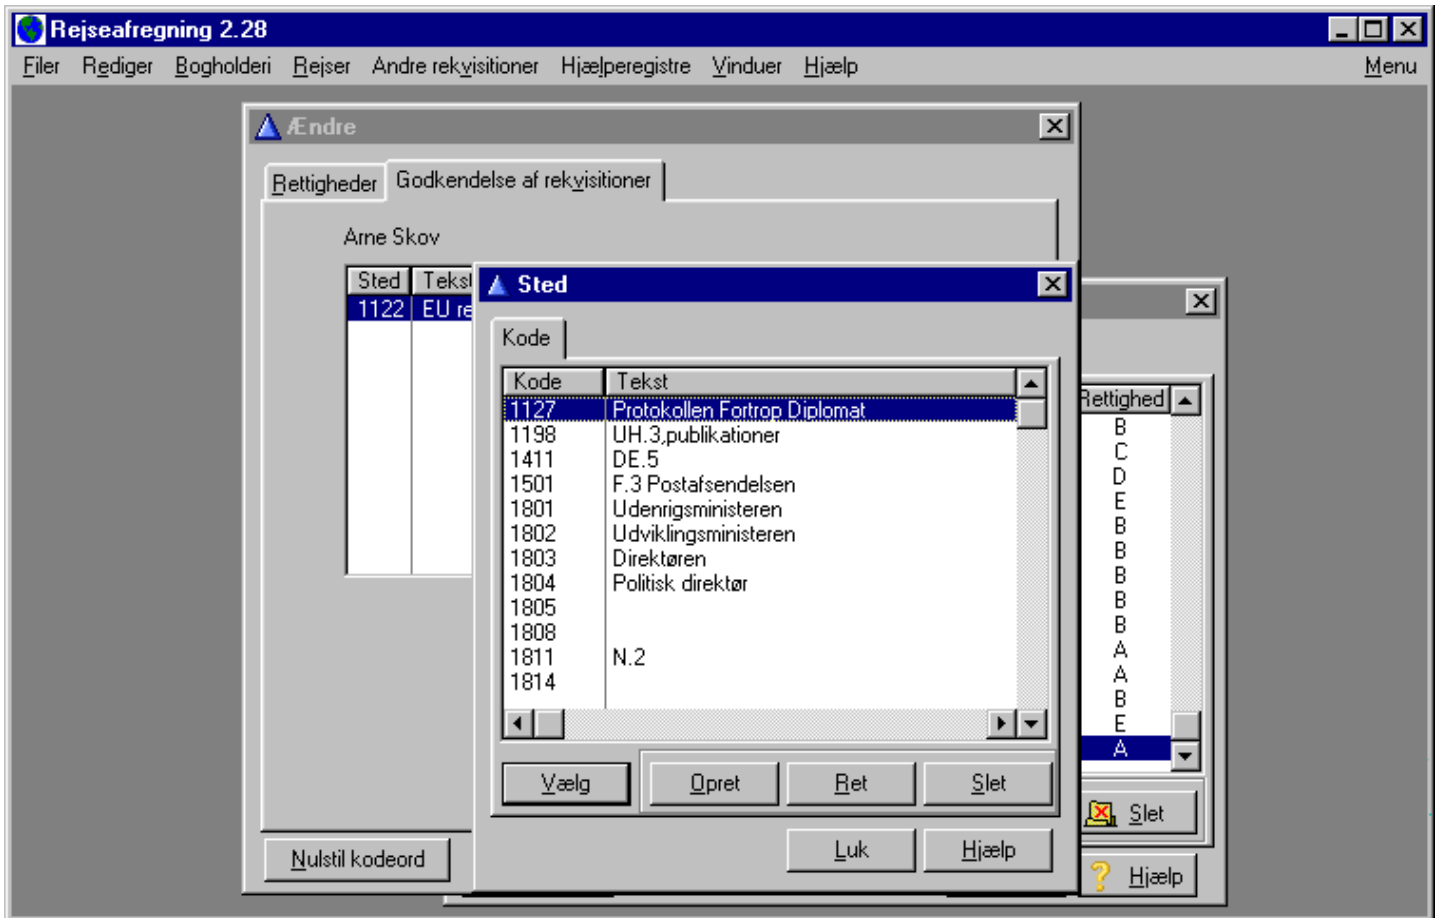 Rejseafregning 2.28
Filer Rediger Bogholderi Rejser Andre rekvisitioner Hjælperegistre Vinduer Hjælp Menu
Ændre
Rettigheder Godkendelse af rekvisitioner
Arne Skov
Sted Tekst
1122 EU re
Sted
Kode
Kode Tekst
1127 Protokollen Fortrop Diplomat
1198 UH.3,publikationer
1411 DE.5
1501 F.3 Postafsendelsen
1801 Udenrigsministeren
1802 Udviklingsministeren
1803 Direktøren
1804 Politisk direktør
1805
1808
1811 N.2
1814
Vælg Opret Ret Slet
Luk Hjælp
Nulstil kodeord
Rettighed
B
C
D
E
B
B
B
B
B
A
A
B
E
A
Slet
Hjælp